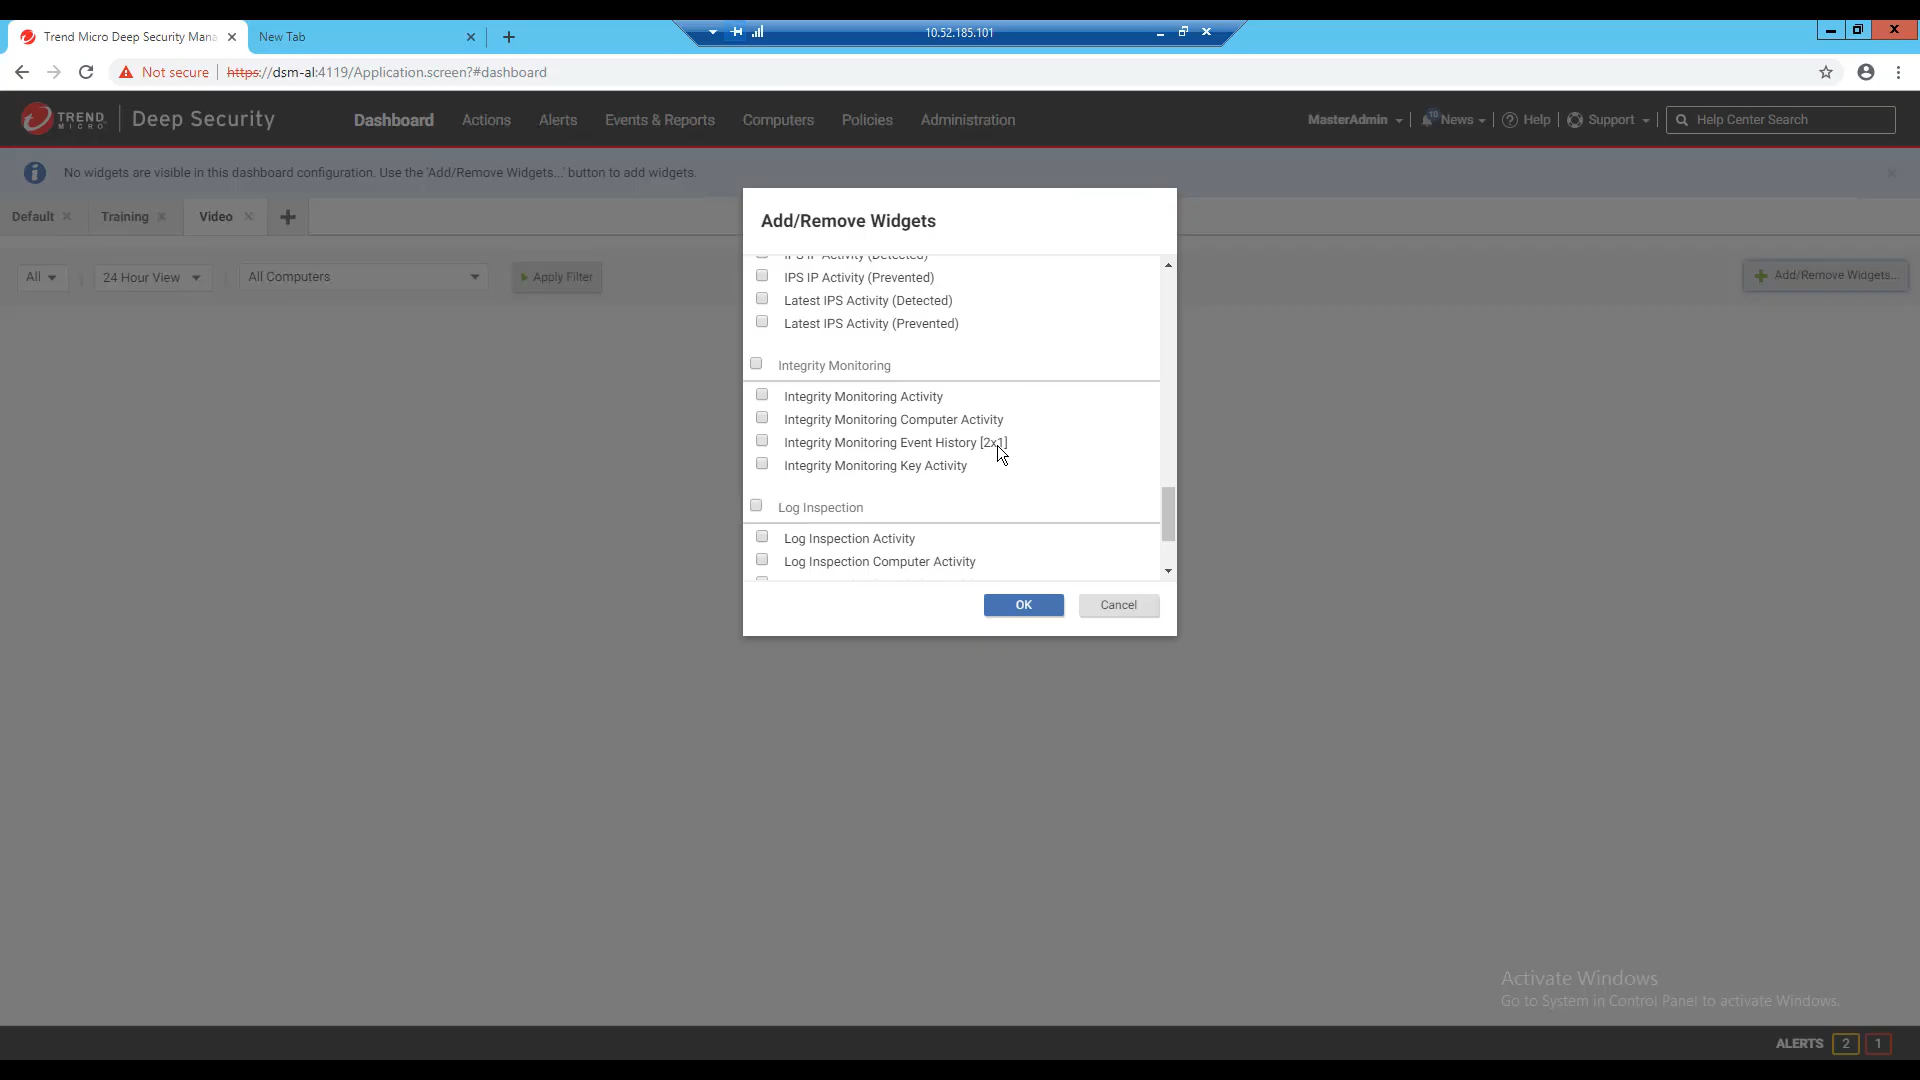 Trend Micro Deep Security Mana
New Tab
10.52.185.101
Not secure
https://dsm-al:4119/Application.screen?#dashboard
TREND MICRO
Deep Security
Dashboard
Actions
Alerts
Events & Reports
Computers
Policies
Administration
MasterAdmin
10
News
Help
Support
Help Center Search
No widgets are visible in this dashboard configuration. Use the 'Add/Remove Widgets...' button to add widgets.
Default
Training
Video
All
24 Hour View
All Computers
Apply Filter
Add/Remove Widgets...
Add/Remove Widgets
IPS IP Activity (Detected)
IPS IP Activity (Prevented)
Latest IPS Activity (Detected)
Latest IPS Activity (Prevented)
Integrity Monitoring
Integrity Monitoring Activity
Integrity Monitoring Computer Activity
Integrity Monitoring Event History [2x1]
Integrity Monitoring Key Activity
Log Inspection
Log Inspection Activity
Log Inspection Computer Activity
OK
Cancel
Activate Windows
Go to System in Control Panel to activate Windows.
ALERTS 2 1